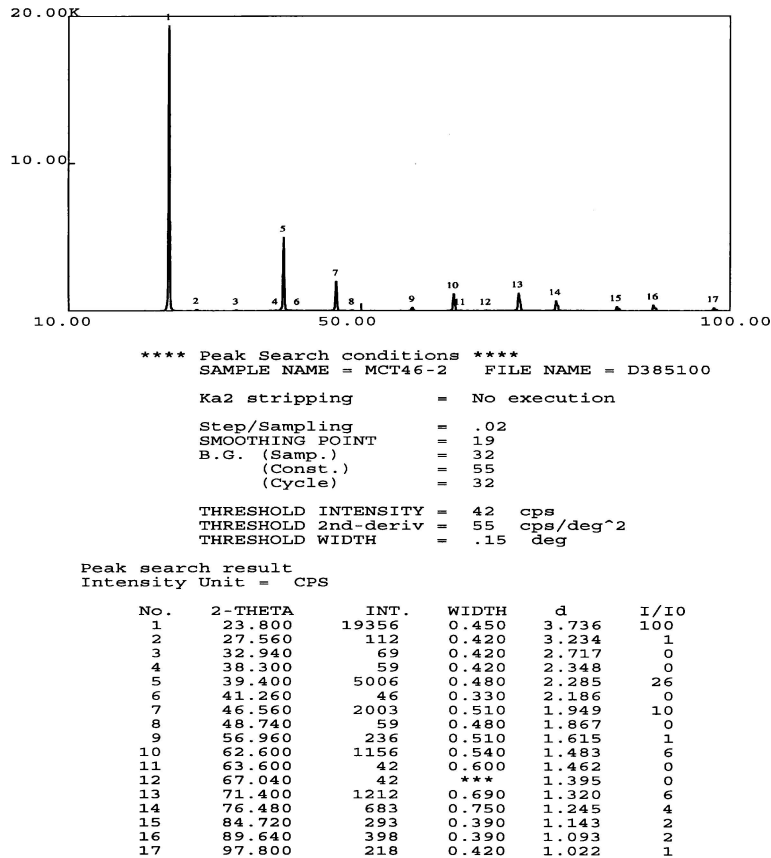 20.00K
10.00
5
7
10
13
14
2
3
4
6
8
9
11
12
15
16
17
10.00 50.00 100.00
**** Peak Search conditions ****
SAMPLE NAME = MCT46-2 FILE NAME = D385100
Ka2 stripping = No execution
Step/Sampling = .02
SMOOTHING POINT = 19
B.G. (Samp.) = 32
(Const.) = 55
(Cycle) = 32
THRESHOLD INTENSITY = 42 cps
THRESHOLD 2nd-deriv = 55 cps/deg^2
THRESHOLD WIDTH = .15 deg
Peak search result
Intensity Unit = CPS
No. 2-THETA INT. WIDTH d I/I0
1 23.800 19356 0.450 3.736 100
2 27.560 112 0.420 3.234 1
3 32.940 69 0.420 2.717 0
4 38.300 59 0.420 2.348 0
5 39.400 5006 0.480 2.285 26
6 41.260 46 0.330 2.186 0
7 46.560 2003 0.510 1.949 10
8 48.740 59 0.480 1.867 0
9 56.960 236 0.510 1.615 1
10 62.600 1156 0.540 1.483 6
11 63.600 42 0.600 1.462 0
12 67.040 42 *** 1.395 0
13 71.400 1212 0.690 1.320 6
14 76.480 683 0.750 1.245 4
15 84.720 293 0.390 1.143 2
16 89.640 398 0.390 1.093 2
17 97.800 218 0.420 1.022 1